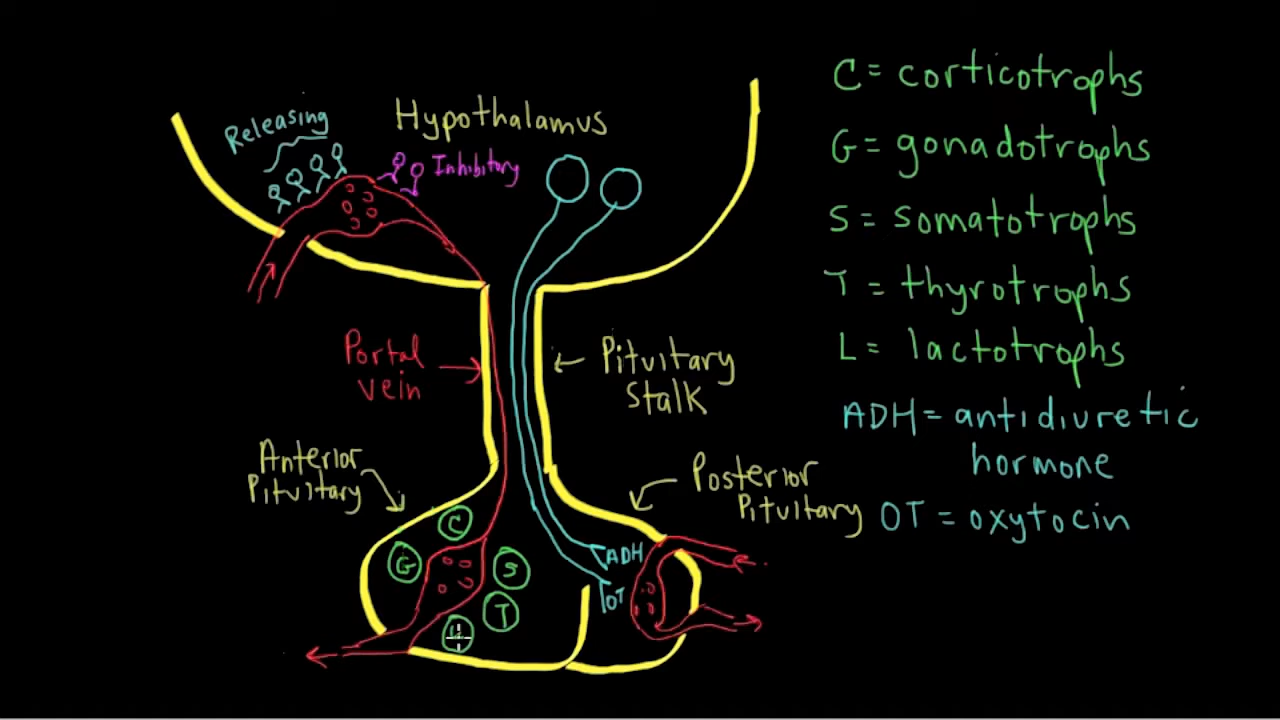 Releasing
Hypothalamus
Inhibitory
Portal
vein
Pituitary
Stalk
Anterior
Pituitary
Posterior
Pituitary
C
G
S
T
ADH
OT
C = corticotrophs
G = gonadotrophs
S = somatotrophs
T = thyrotrophs
L = lactotrophs
ADH = antidiuretic
hormone
OT = oxytocin